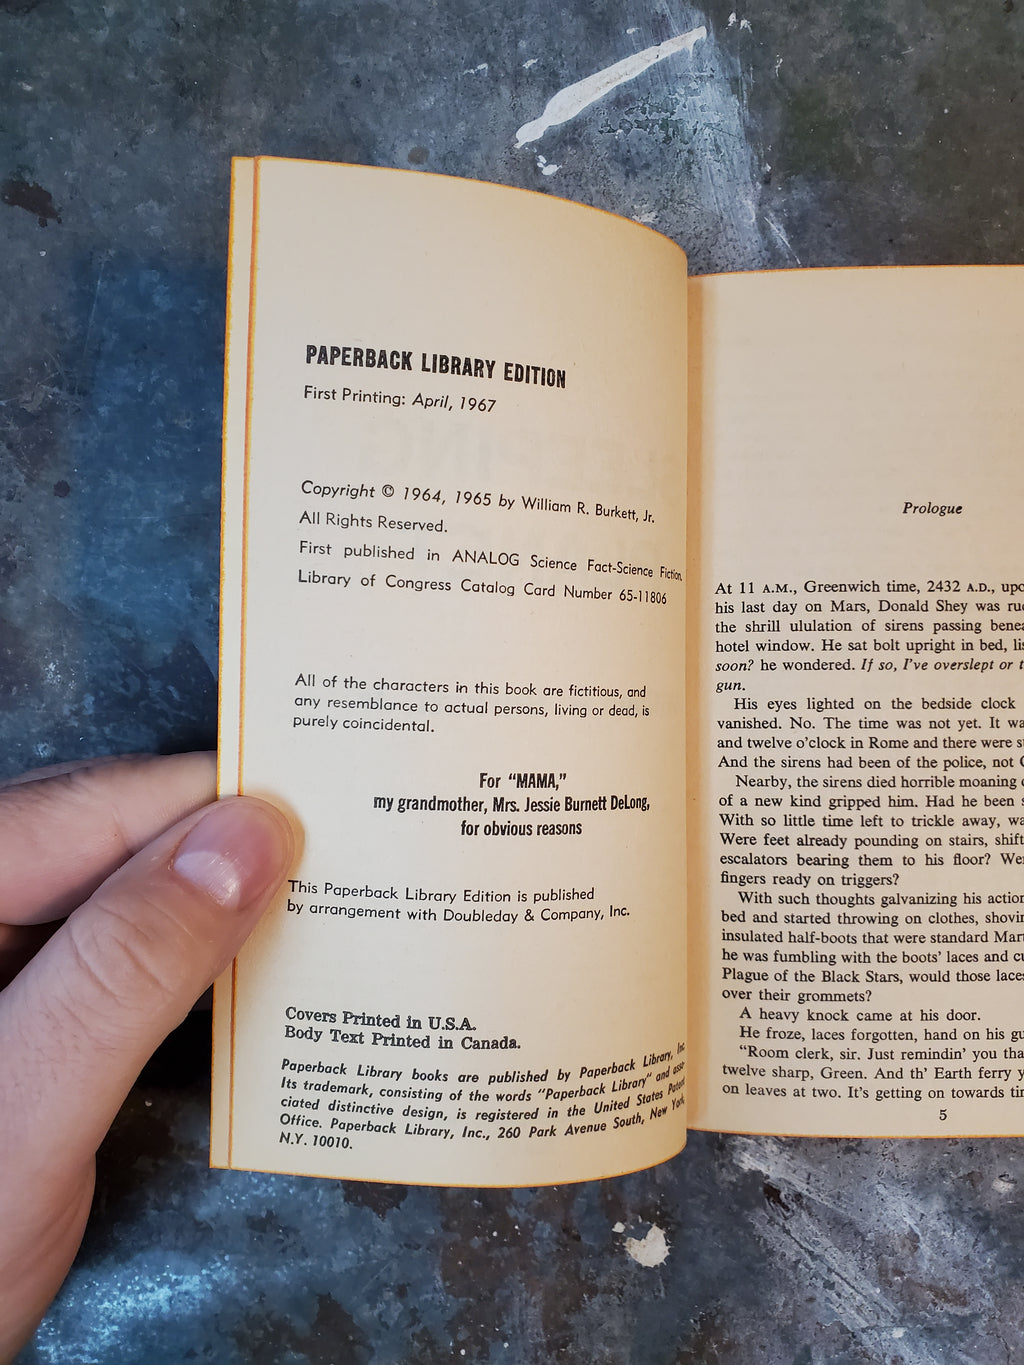 PAPERBACK LIBRARY EDITION
First Printing: April, 1967
Copyright © 1964, 1965 by William R. Burkett, Jr.
All Rights Reserved.
First published in ANALOG Science Fact-Science Fiction.
Library of Congress Catalog Card Number 65-11806
All of the characters in this book are fictitious, and
any resemblance to actual persons, living or dead, is
purely coincidental.
For "MAMA,"
my grandmother, Mrs. Jessie Burnett DeLong,
for obvious reasons
This Paperback Library Edition is published
by arrangement with Doubleday & Company, Inc.
Covers Printed in U.S.A.
Body Text Printed in Canada.
Paperback Library books are published by Paperback Library, Inc.
Its trademark, consisting of the words "Paperback Library" and asso-
ciated distinctive design, is registered in the United States Patent
Office. Paperback Library, Inc., 260 Park Avenue South, New York,
N.Y. 10010.
Prologue
At 11 A.M., Greenwich time, 2432 A.D.,
his last day on Mars, Donald Shey was
the shrill ululation of sirens passing
hotel window. He sat bolt upright in bed,
soon? he wondered. If so, I've overslept or
gun.
His eyes lighted on the bedside clock
vanished. No. The time was not yet. It
and twelve o'clock in Rome and there were
And the sirens had been of the police, not
Nearby, the sirens died horrible moaning
of a new kind gripped him. Had he been
With so little time left to trickle away,
Were feet already pounding on stairs,
escalators bearing them to his floor?
fingers ready on triggers?
With such thoughts galvanizing his
bed and started throwing on clothes,
insulated half-boots that were standard
he was fumbling with the boots' laces and
Plague of the Black Stars, would those
over their grommets?
A heavy knock came at his door.
He froze, laces forgotten, hand on his
"Room clerk, sir. Just remindin' you
twelve sharp, Green. And th' Earth ferry
on leaves at two. It's getting on towards
5